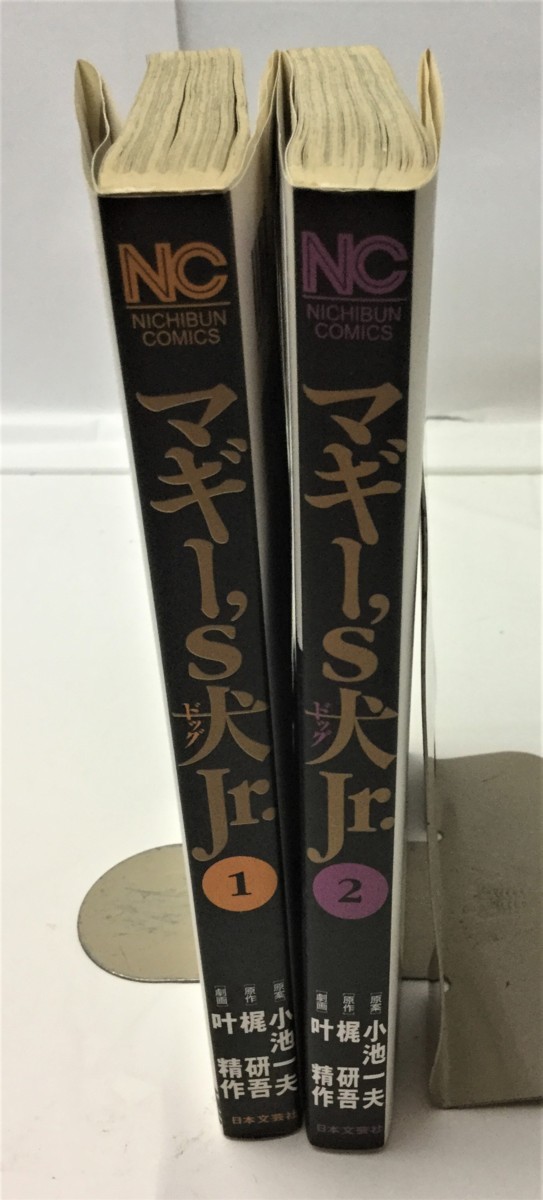 NC
NICHIBUN
COMICS
マギー,s犬Jr.
ドッグ
1
[原案]小池一夫
[原作]梶 研吾
[劇画]叶 精作
日本文芸社
NC
NICHIBUN
COMICS
マギー,s犬Jr.
ドッグ
2
[原案]小池一夫
[原作]梶 研吾
[劇画]叶 精作
日本文芸社